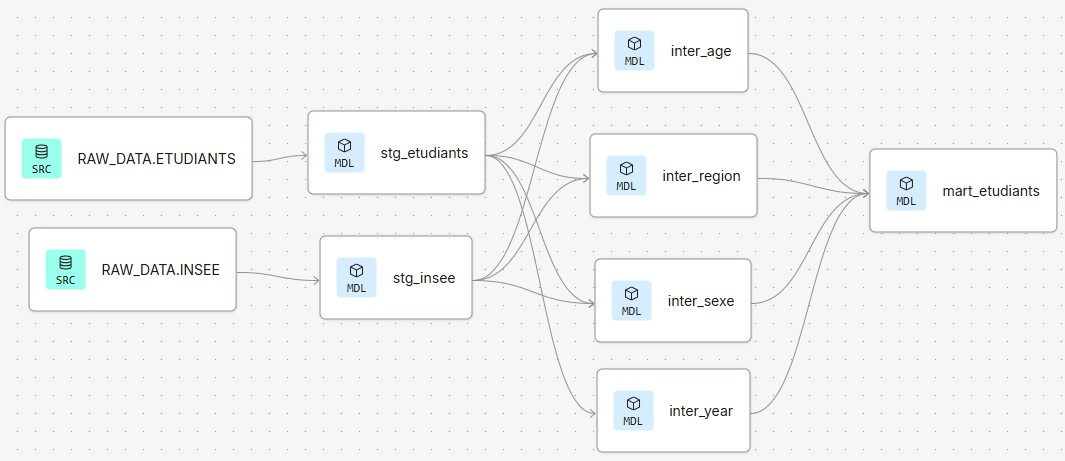 SRC
RAW_DATA.ETUDIANTS
SRC
RAW_DATA.INSEE
MDL
stg_etudiants
MDL
stg_insee
MDL
inter_age
MDL
inter_region
MDL
inter_sexe
MDL
inter_year
MDL
mart_etudiants